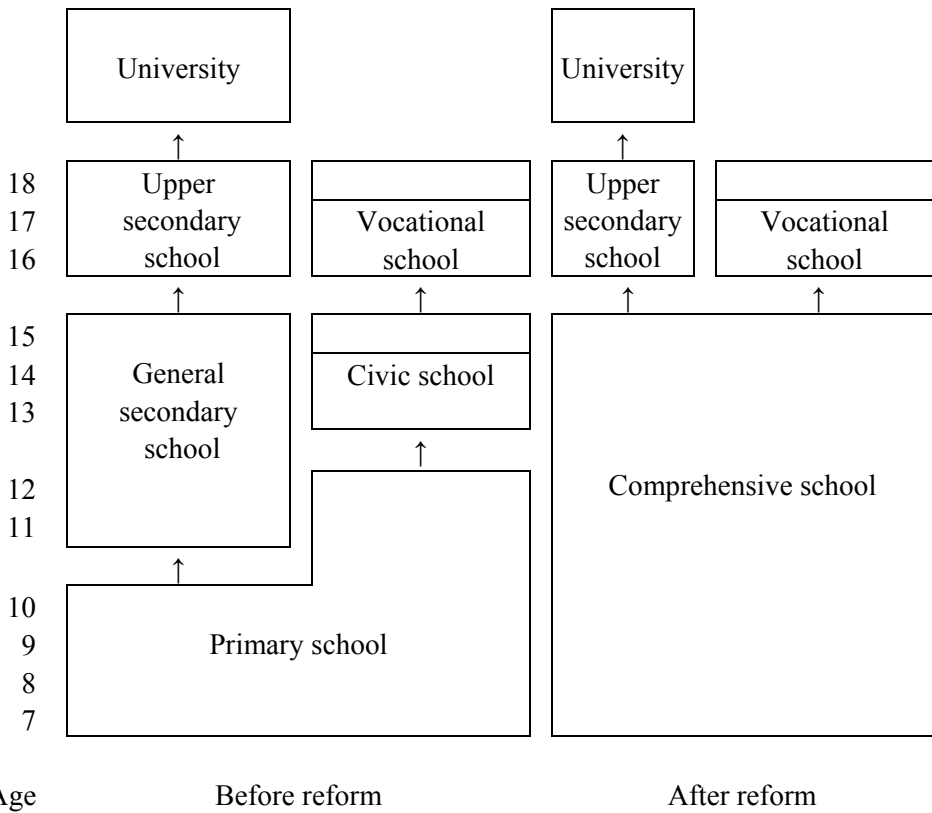 University
University
↑
↑
18
Upper
Upper
17
secondary
Vocational
secondary
Vocational
16
school
school
school
school
↑
↑
↑
↑
15
14
General
Civic school
13
secondary
school
↑
12
Comprehensive school
11
↑
10
9
Primary school
8
7
Age
Before reform
After reform